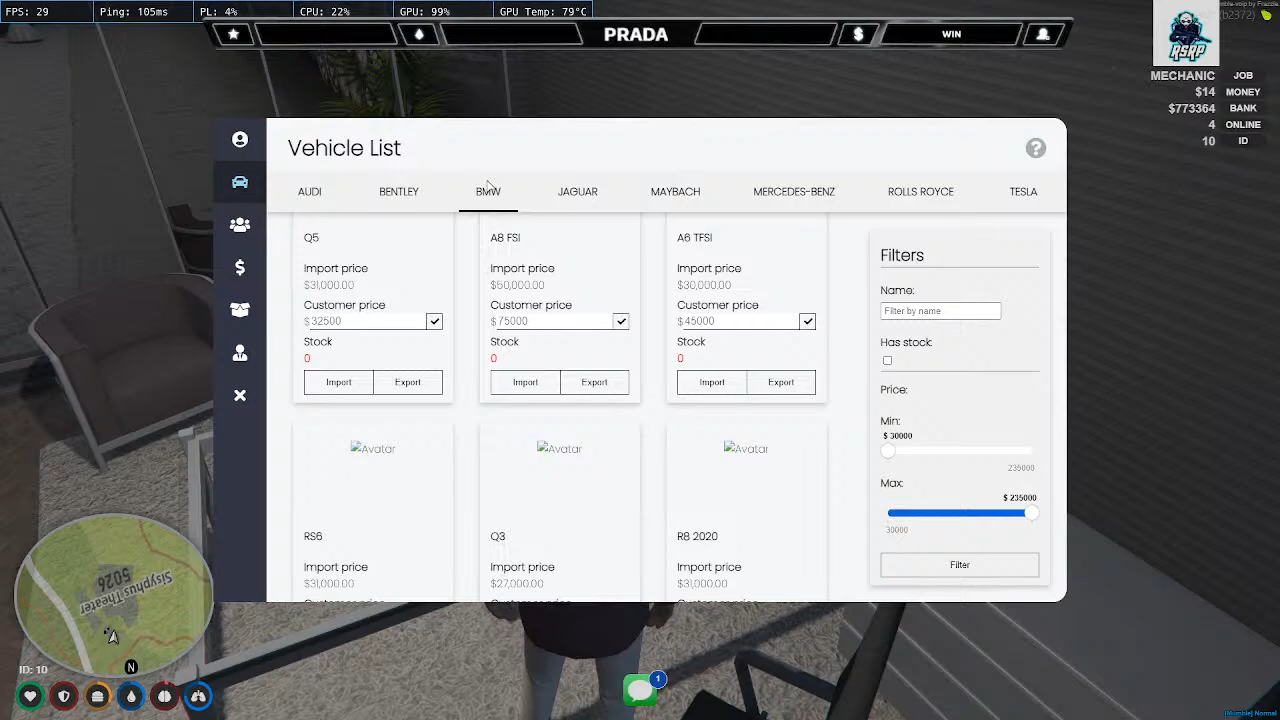 FPS: 29 Ping: 105ms PL: 4% CPU: 22% GPU: 99% GPU Temp: 79°C
PRADA
WIN
(b2372)
RSRP
MECHANIC JOB
$14 MONEY
$773364 BANK
4 ONLINE
10 ID
Vehicle List
?
AUDI BENTLEY BMW JAGUAR MAYBACH MERCEDES-BENZ ROLLS ROYCE TESLA
Q5 A8 FSI A6 TFSI
Import price Import price Import price
$31,000.00 $50,000.00 $30,000.00
Customer price Customer price Customer price
$ 32500 $ 75000 $ 45000
Stock Stock Stock
0 0 0
Import Export Import Export Import Export
Avatar Avatar Avatar
RS6 Q3 R8 2020
Import price Import price Import price
$31,000.00 $27,000.00 $31,000.00
Filters
Name:
Filter by name
Has stock:
Price:
Min:
$ 30000
235000
Max:
$ 235000
30000
Filter
5026
Sisyphus Theater
N
ID: 10
1
[Mumble] Normal